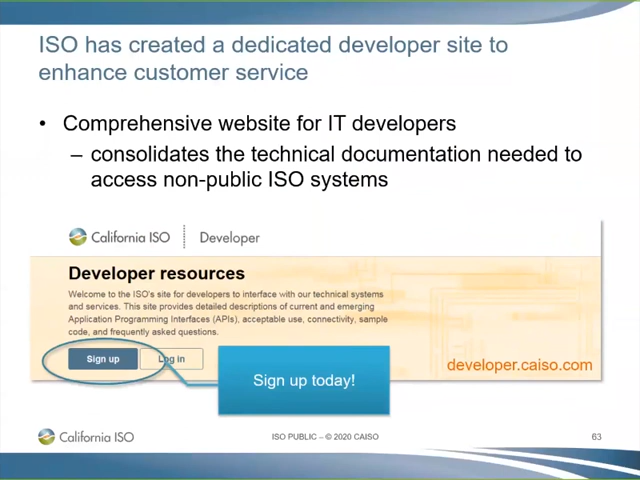 ISO has created a dedicated developer site to
enhance customer service
• Comprehensive website for IT developers
– consolidates the technical documentation needed to
access non-public ISO systems
California ISO Developer
Developer resources
Welcome to the ISO's site for developers to interface with our technical systems
and services. This site provides detailed descriptions of current and emerging
Application Programming Interfaces (APIs), acceptable use, connectivity, sample
code, and frequently asked questions.
Sign up Log in
Sign up today!
developer.caiso.com
California ISO
ISO PUBLIC – © 2020 CAISO
63